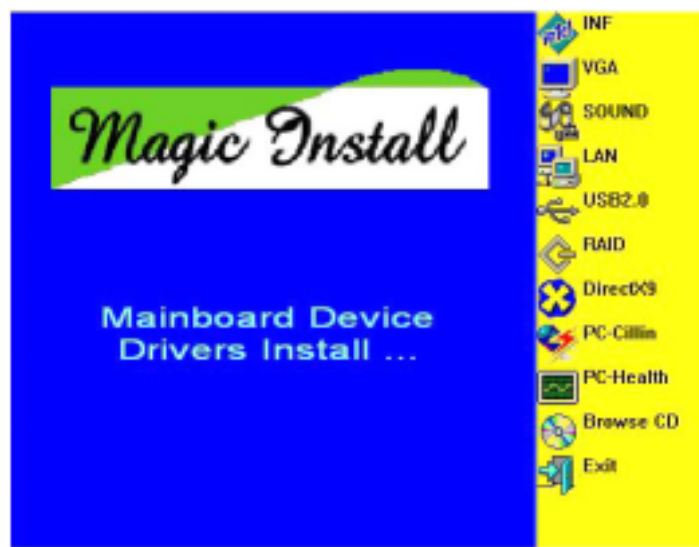 Magic Install
Mainboard Device
Drivers Install ...
INF
VGA
SOUND
LAN
USB2.0
RAID
DirectX9
PC-Cillin
PC-Health
Browse CD
Exit